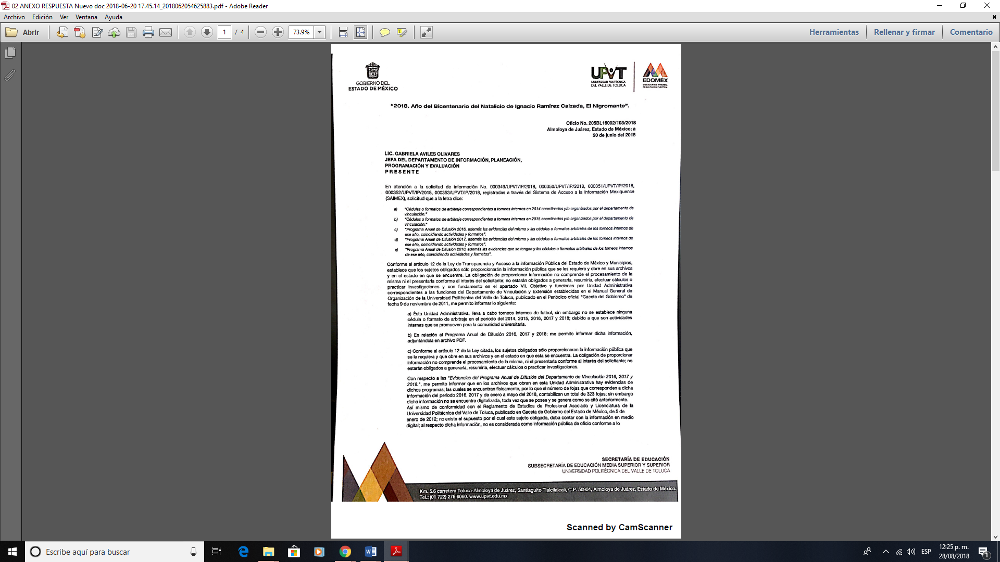 02 ANEXO RESPUESTA Nuevo doc 2018-06-20 17.45.14_2018062054625883.pdf - Adobe Reader
Archivo Edición Ver Ventana Ayuda
Abrir 1 / 4 73.9% Herramientas Rellenar y firmar Comentario
GOBIERNO DEL
ESTADO DE MÉXICO
UPVT
UNIVERSIDAD POLITÉCNICA
DEL VALLE DE TOLUCA
EDOMÉX
DECISIONES FIRMES,
RESULTADOS FUERTES.
"2018. Año del Bicentenario del Natalicio de Ignacio Ramírez Calzada, El Nigromante".
Oficio No. 205BL16002/103/2018
Almoloya de Juárez, Estado de México; a
20 de junio del 2018
LIC. GABRIELA AVILES OLIVARES
JEFA DEL DEPARTAMENTO DE INFORMACIÓN, PLANEACIÓN,
PROGRAMACIÓN Y EVALUACIÓN
P R E S E N T E
En atención a la solicitud de información No. 000349/UPVT/IP/2018, 000350/UPVT/IP/2018, 000351/UPVT/IP/2018,
000352/UPVT/IP/2018, 000353/UPVT/IP/2018, registradas a través del Sistema de Acceso a la Información Mexiquense
(SAIMEX), solicitud que a la letra dice:
a) "Cédulas o formatos de arbitraje correspondientes a torneos internos en 2014 coordinados y/o organizados por el departamento de
vinculación."
b) "Cédulas o formatos de arbitraje correspondientes a torneos internos en 2015 coordinados y/o organizados por el departamento de
vinculación."
c) "Programa Anual de Difusión 2016, además las evidencias del mismo y las cédulas o formatos arbitrales de los torneos internos de
ese año, coincidiendo actividades y formatos".
d) "Programa Anual de Difusión 2017, además las evidencias del mismo y las cédulas o formatos arbitrales de los torneos internos de
ese año, coincidiendo actividades y formatos".
e) "Programa Anual de Difusión 2018, además las evidencias que se tengan y las cédulas o formatos arbitrales de los torneos internos
de ese año, coincidiendo actividades y formatos".
Conforme al artículo 12 de la Ley de Transparencia y Acceso a la información Pública del Estado de México y Municipios,
establece que los sujetos obligados sólo proporcionarán la información pública que se les requiera y obre en sus archivos
y en el estado en que se encuentre. La obligación de proporcionar información no comprende el procesamiento de la
misma ni el presentarla conforme al interés del solicitante; no estarán obligados a generarla, resumirla, efectuar cálculos o
practicar investigaciones y con fundamento en el apartado VII. Objetivo y funciones por Unidad Administrativa
correspondientes a las funciones del Departamento de Vinculación y Extensión establecidas en el Manual General de
Organización de la Universidad Politécnica del Valle de Toluca, publicado en el Periódico oficial "Gaceta del Gobierno" de
fecha 9 de noviembre de 2011, me permito informar lo siguiente:
a) Ésta Unidad Administrativa, lleva a cabo torneos internos de futbol, sin embargo no se establece ninguna
cédula o formato de arbitraje en el periodo del 2014, 2015, 2016, 2017 y 2018; debido a que son actividades
internas que se promueven para la comunidad universitaria.
b) En relación al Programa Anual de Difusión 2016, 2017 y 2018; me permito informar dicha información,
adjuntándola en archivo PDF.
c) Conforme al artículo 12 de la Ley citada, los sujetos obligados sólo proporcionaran la información pública que
se le requiera y que obre en sus archivos y en el estado en que esta se encuentra. La obligación de proporcionar
información no comprende el procesamiento de la misma, ni el presentarla conforme al interés del solicitante; no
estarán obligados a generarla, resumirla, efectuar cálculos o practicar investigaciones.
Con respecto a las "Evidencias del Programa Anual de Difusión del Departamento de Vinculación 2016, 2017 y
2018.", me permito informar que en los archivos que obran en esta Unidad Administrativa hay evidencias de
dichos programas; las cuales se encuentran físicamente, por lo que el número de fojas que corresponden a dicha
información del periodo 2016, 2017 y de enero a mayo del 2018, contabilizan un total de 323 fojas; sin embargo
dicha información no se encuentra digitalizada, toda vez que se posee y se genera como se citó anteriormente.
Así mismo de conformidad con el Reglamento de Estudios de Profesional Asociado y Licenciatura de la
Universidad Politécnica del Valle de Toluca, publicado en Gaceta de Gobierno del Estado de México, de 5 de
enero de 2012; no existe el supuesto por el cual este sujeto obligado, deba contar con la información en medio
digital; al respecto dicha información, no es considerada como información pública de oficio conforme a lo
SECRETARÍA DE EDUCACIÓN
SUBSECRETARÍA DE EDUCACIÓN MEDIA SUPERIOR Y SUPERIOR
UNIVERSIDAD POLITÉCNICA DEL VALLE DE TOLUCA
Km. 5.6 carretera Toluca-Almoloya de Juárez, Santiaguito Tlalcilalcali, C.P. 50904, Almoloya de Juárez, Estado de México.
Tel.: (01 722) 276 6060. www.upvt.edu.mx
Scanned by CamScanner
Escribe aquí para buscar
ESP
12:25 p. m.
28/08/2018
1